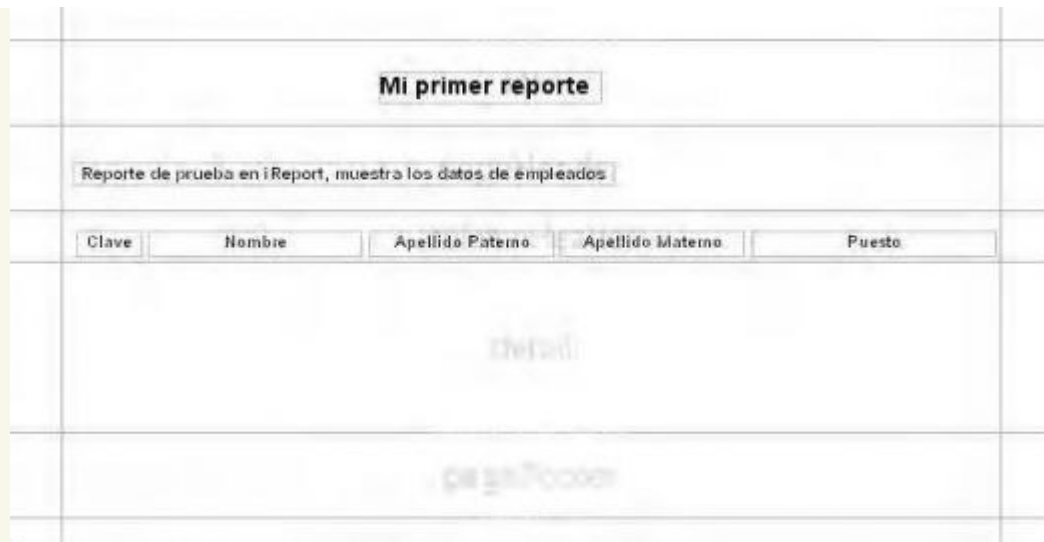 Mi primer reporte
Reporte de prueba en iReport, muestra los datos de empleados
Clave Nombre Apellido Paterno Apellido Materno Puesto
detail
pageFooter